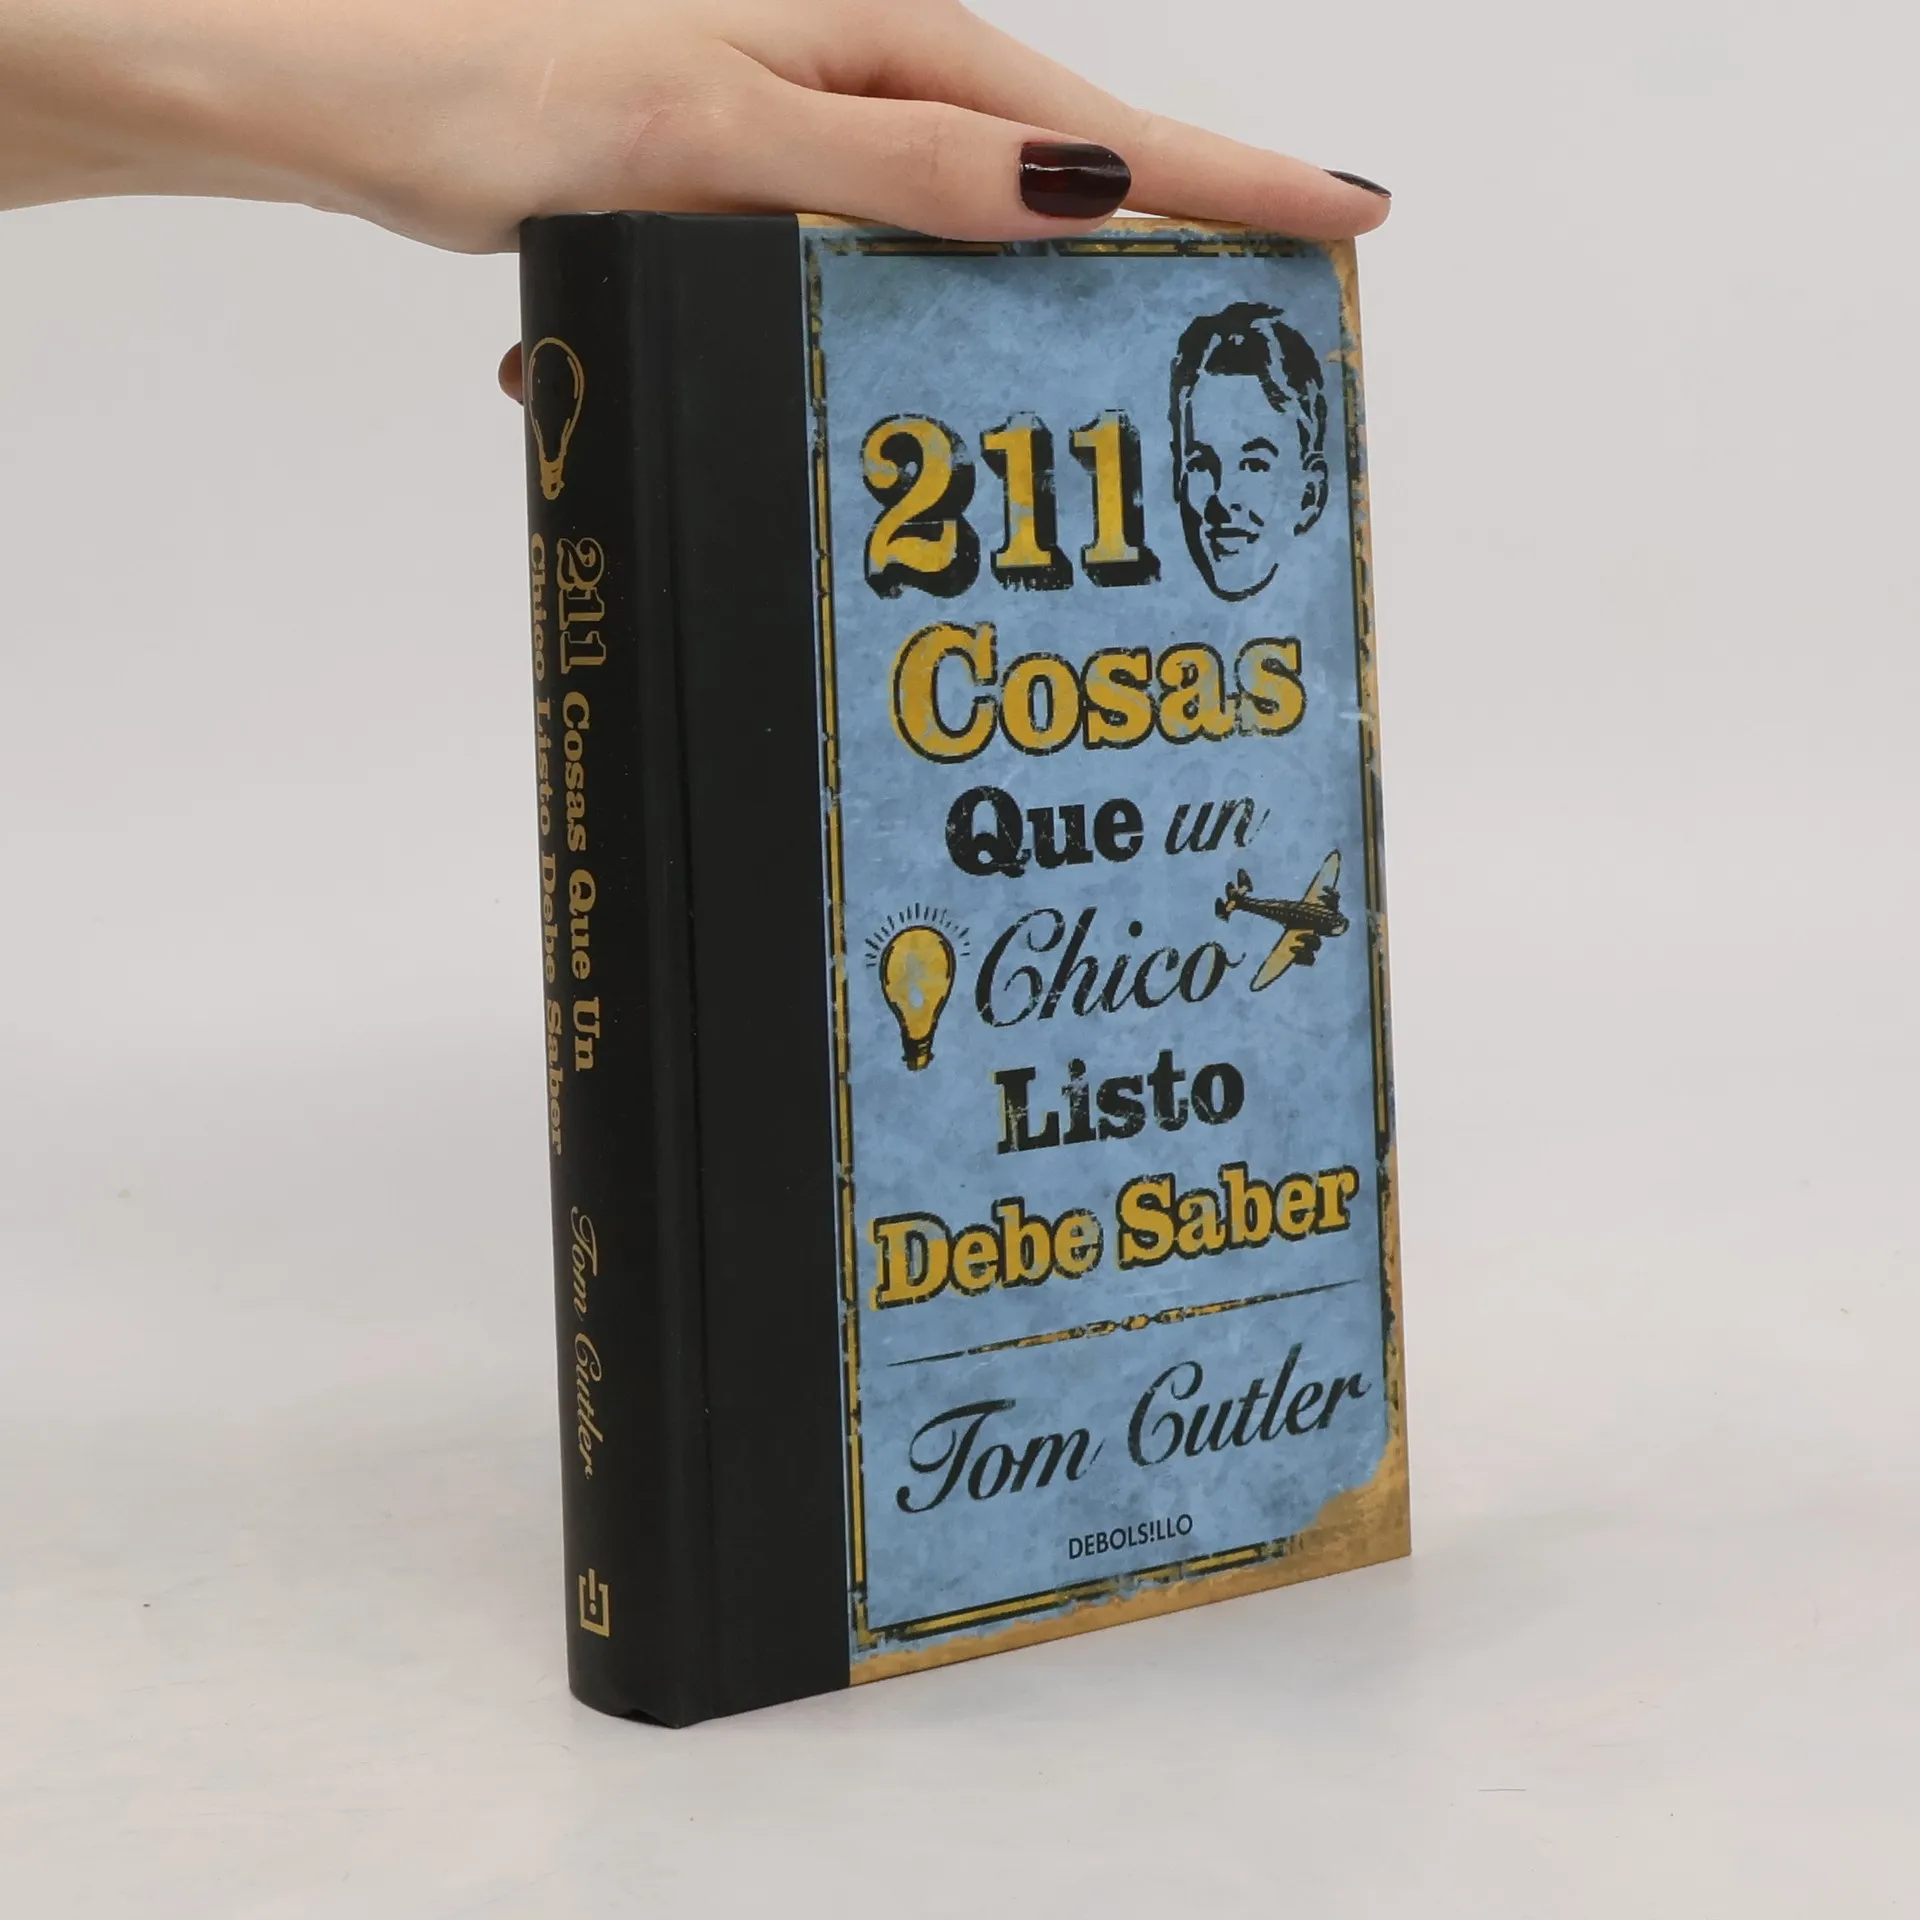 211 Cosas Que Un
Chico Listo Debe Saber
Tom Cutler
211
Cosas
Que un
Chico
Listo
Debe Saber
Tom Cutler
DEBOLS!LLO